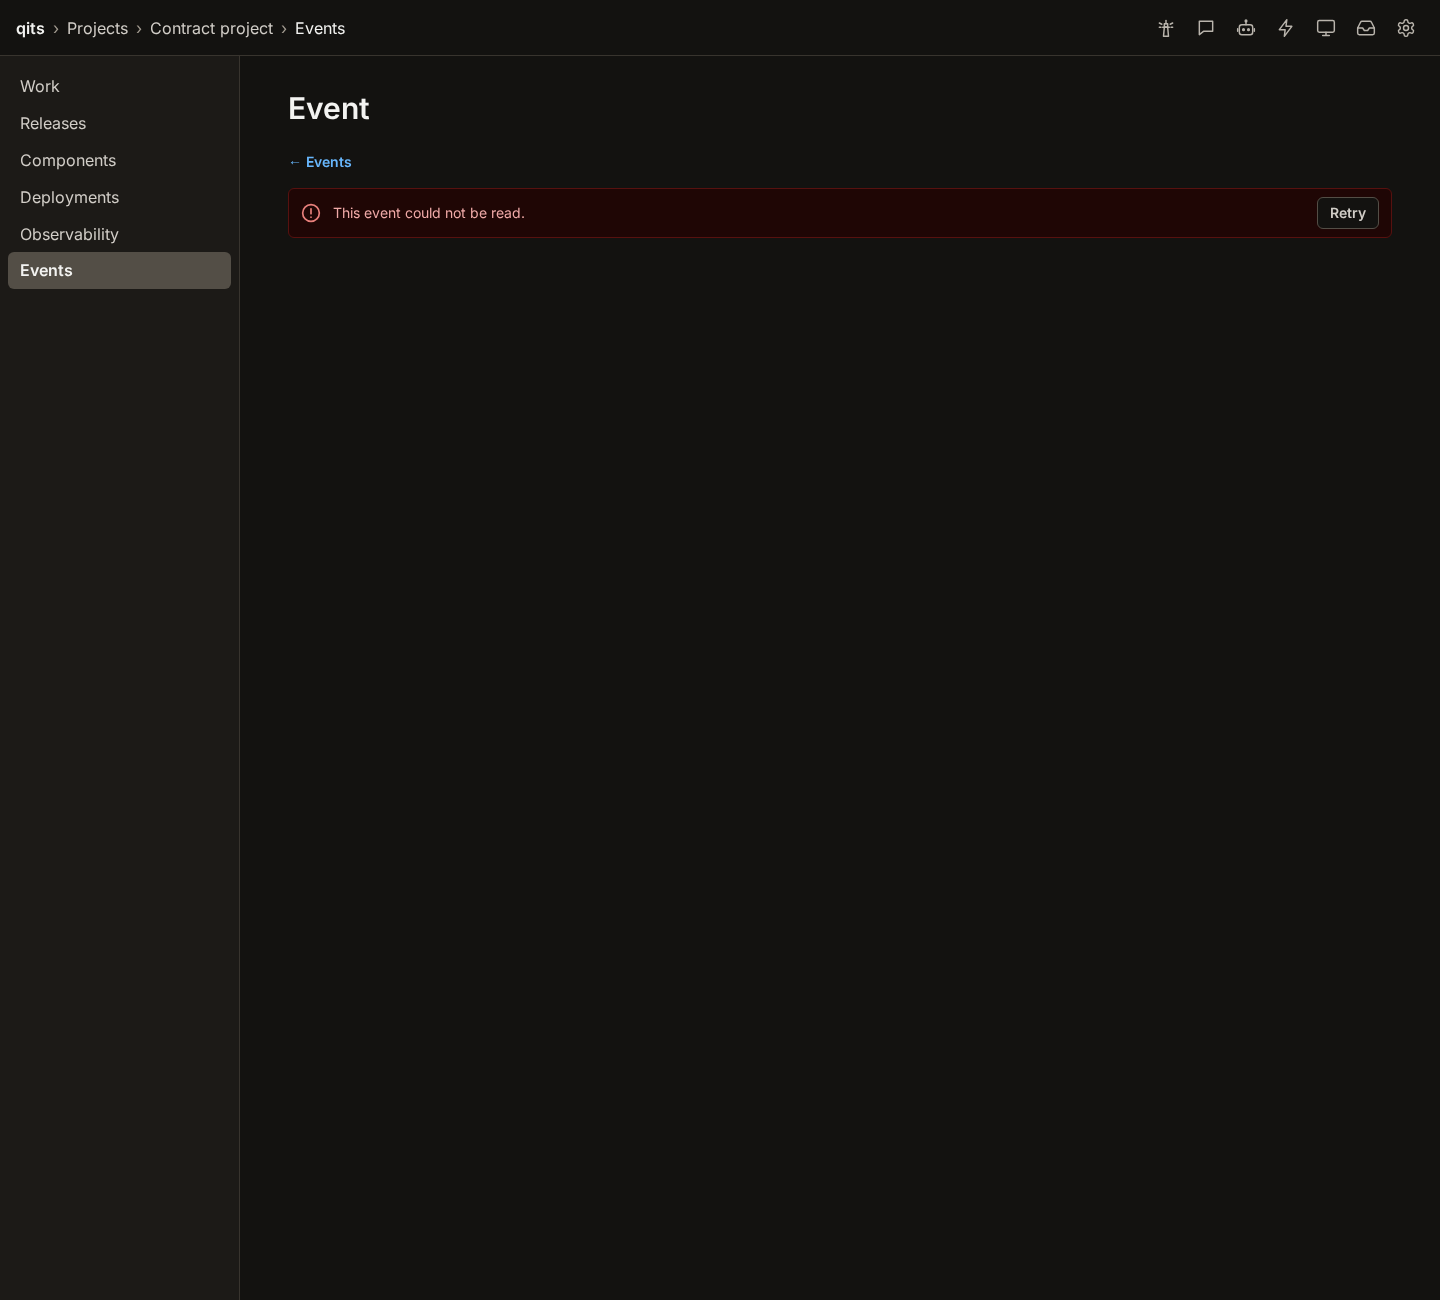 qits › Projects › Contract project › Events
Work
Releases
Components
Deployments
Observability
Events
Event
← Events
This event could not be read.
Retry